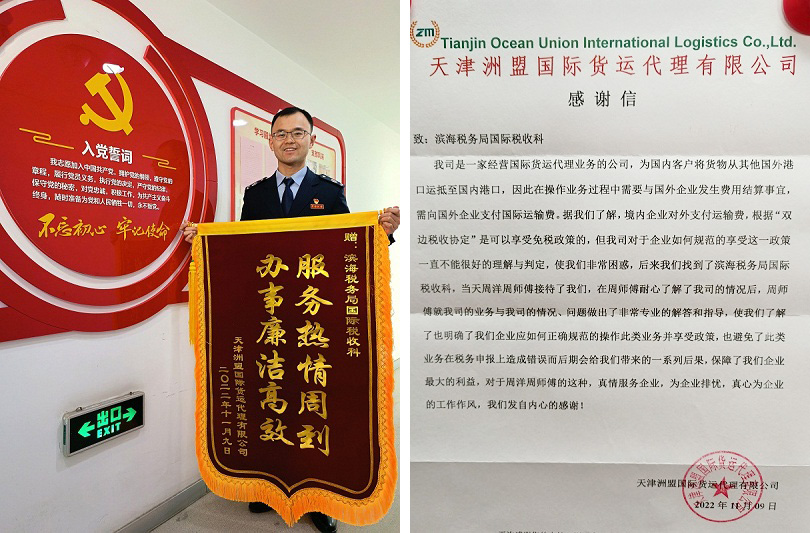 入党誓词
我志愿加入中国共产党，拥护党的纲领，遵守党的
章程，履行党员义务，执行党的决定，严守党的纪律，
保守党的秘密，对党忠诚，积极工作，为共产主义奋斗
终身，随时准备为党和人民牺牲一切，永不叛党。
不忘初心 牢记使命
出口
EXIT
赠：滨海税务局国际税收科
服务热情周到
办事廉洁高效
天津洲盟国际货运代理有限公司
二〇二二年十一月九日
zm
Tianjin Ocean Union International Logistics Co.,Ltd.
天津洲盟国际货运代理有限公司
感谢信
致：滨海税务局国际税收科
我司是一家经营国际货运代理业务的公司，为国内客户将货物从其他国外港
口运抵至国内港口，因此在操作业务过程中需要与国外企业发生费用结算事宜，
需向国外企业支付国际运输费。据我们了解，境内企业对外支付运输费，根据“双
边税收协定”是可以享受免税政策的，但我司对于企业如何规范的享受这一政策
一直不能很好的理解与判定，使我们非常困惑，后来我们找到了滨海税务局国际
税收科，当天周洋周师傅接待了我们，在周师傅耐心了解了我司的情况后，周师
傅就我司的业务与我司的情况、问题做出了非常专业的解答和指导，使我们了解
了也明确了我们企业应如何正确规范的操作此类业务并享受政策，也避免了此类
业务在税务申报上造成错误而后期会给我们带来的一系列后果，保障了我们企业
最大的利益，对于周洋周师傅的这种，真情服务企业，为企业排忧，真心为企业
的工作作风，我们发自内心的感谢！
天津洲盟国际货运代理有限公司
2022 年 11 月 09 日